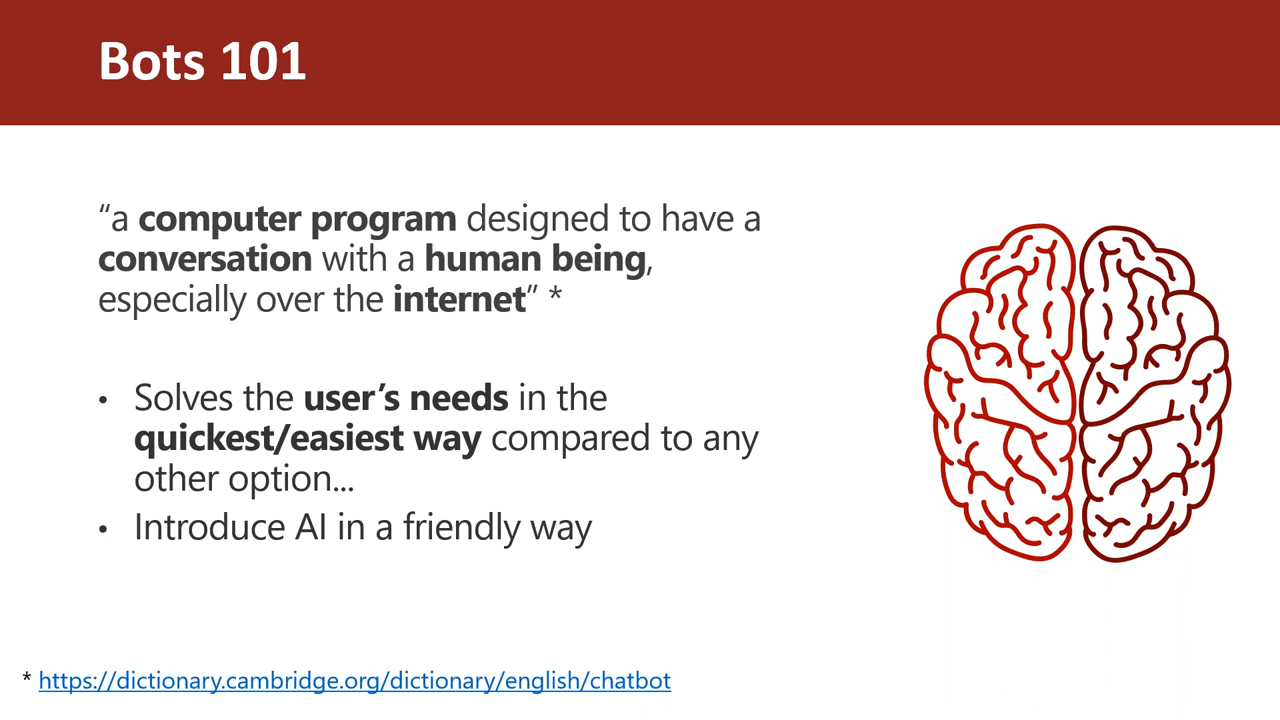 Bots 101
“a computer program designed to have a
conversation with a human being,
especially over the internet” *
• Solves the user’s needs in the
quickest/easiest way compared to any
other option...
• Introduce AI in a friendly way
* https://dictionary.cambridge.org/dictionary/english/chatbot